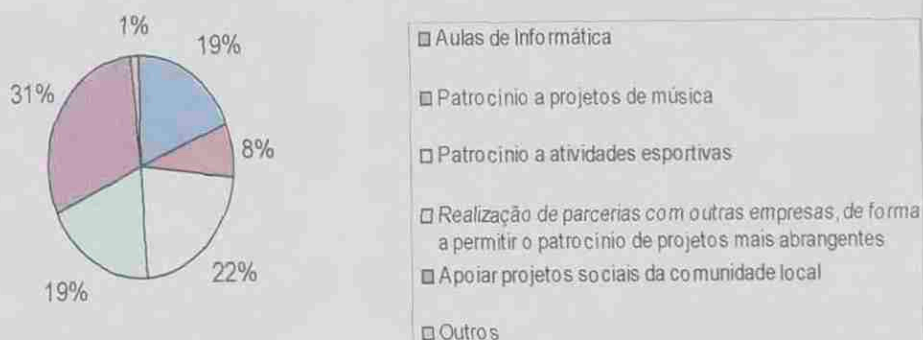 1%
19%
31%
8%
19%
22%
Aulas de Informática
Patrocínio a projetos de música
Patrocínio a atividades esportivas
Realização de parcerias com outras empresas, de forma
a permitir o patrocínio de projetos mais abrangentes
Apoiar projetos sociais da comunidade local
Outros